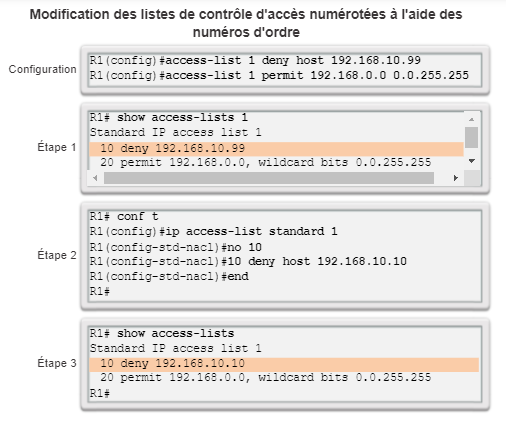 Modification des listes de contrôle d'accès numérotées à l'aide des
numéros d'ordre
Configuration
R1(config)#access-list 1 deny host 192.168.10.99
R1(config)#access-list 1 permit 192.168.0.0 0.0.255.255
Étape 1
R1# show access-lists 1
Standard IP access list 1
10 deny 192.168.10.99
20 permit 192.168.0.0, wildcard bits 0.0.255.255
Étape 2
R1# conf t
R1(config)#ip access-list standard 1
R1(config-std-nacl)#no 10
R1(config-std-nacl)#10 deny host 192.168.10.10
R1(config-std-nacl)#end
R1#
Étape 3
R1# show access-lists
Standard IP access list 1
10 deny 192.168.10.10
20 permit 192.168.0.0, wildcard bits 0.0.255.255
R1#